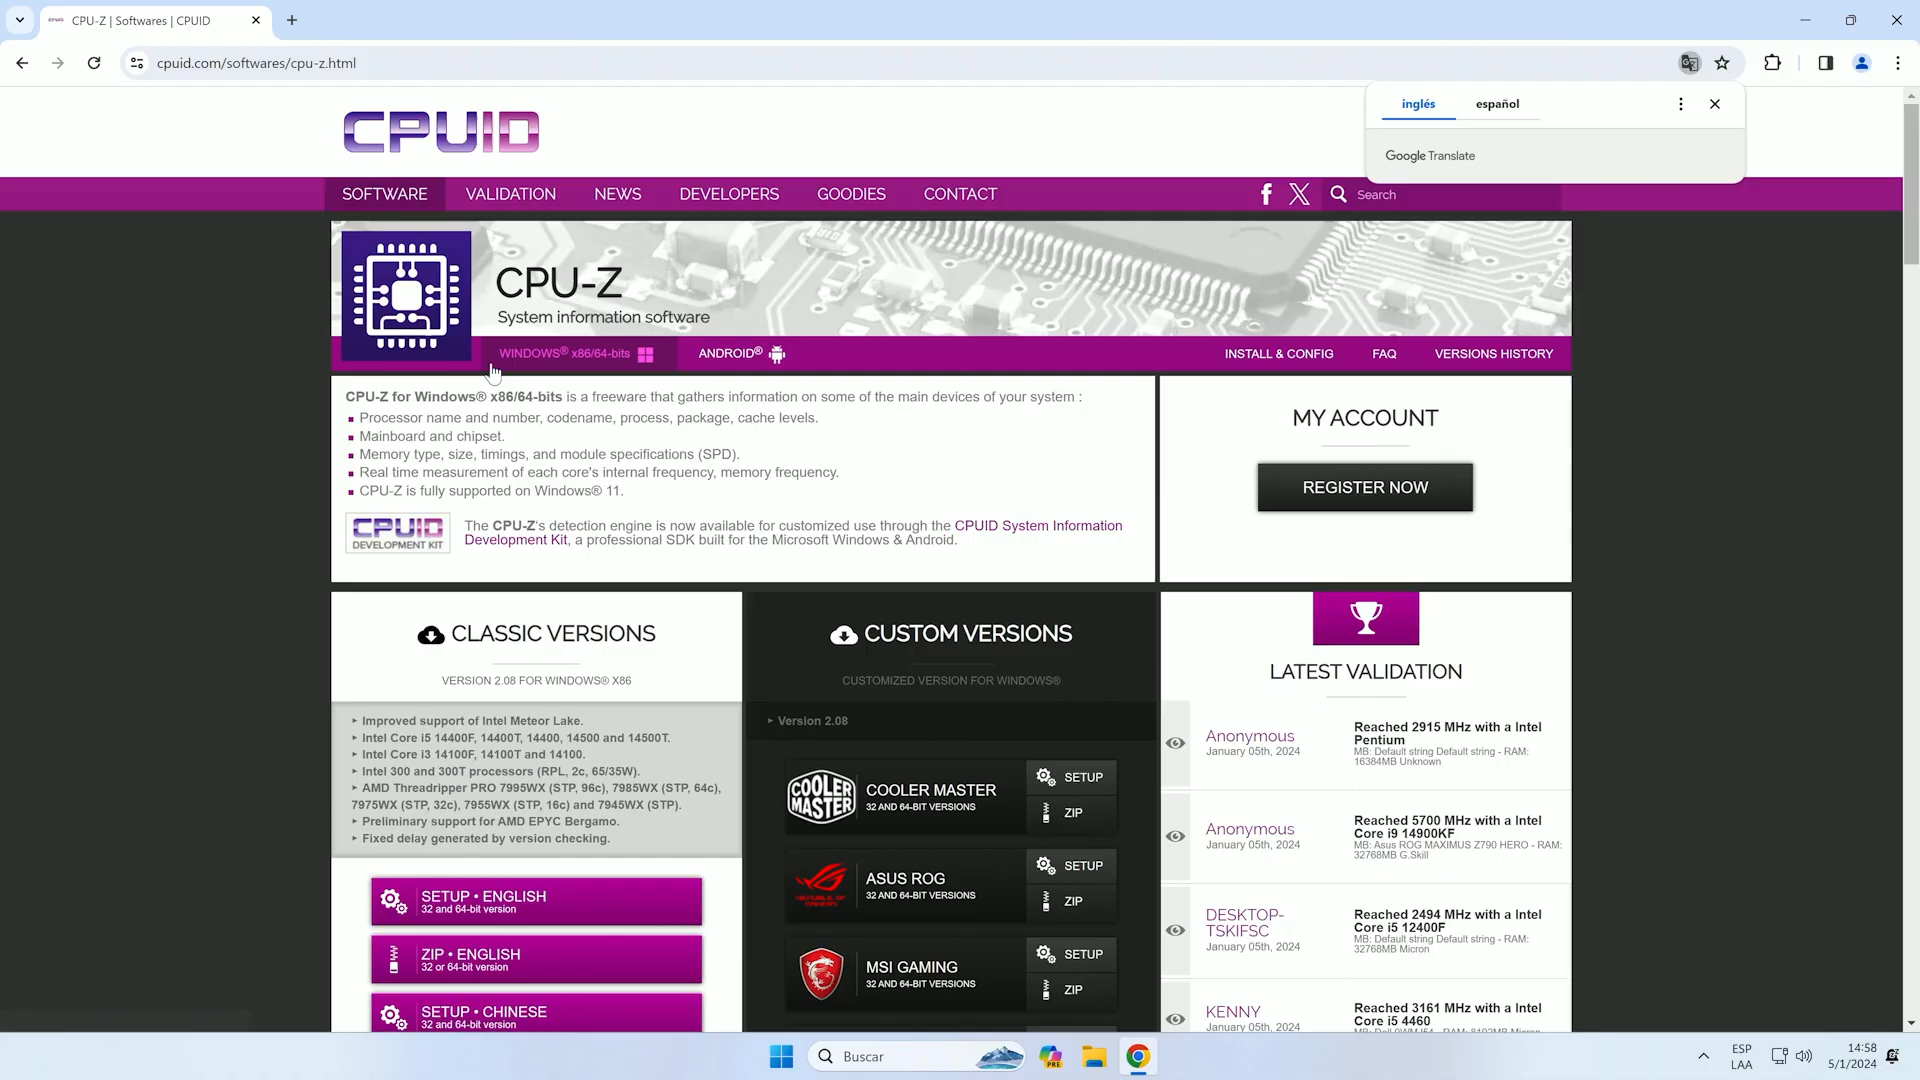 CPU-Z | Softwares | CPUID
cpuid.com/softwares/cpu-z.html
inglés
español
Google Translate
CPUID
SOFTWARE
VALIDATION
NEWS
DEVELOPERS
GOODIES
CONTACT
Search
CPU-Z
System information software
WINDOWS® x86/64-bits
ANDROID®
INSTALL & CONFIG
FAQ
VERSIONS HISTORY
CPU-Z for Windows® x86/64-bits is a freeware that gathers information on some of the main devices of your system :
Processor name and number, codename, process, package, cache levels.
Mainboard and chipset.
Memory type, size, timings, and module specifications (SPD).
Real time measurement of each core's internal frequency, memory frequency.
CPU-Z is fully supported on Windows® 11.
CPUID
DEVELOPMENT KIT
The CPU-Z's detection engine is now available for customized use through the CPUID System Information
Development Kit, a professional SDK built for the Microsoft Windows & Android.
MY ACCOUNT
REGISTER NOW
CLASSIC VERSIONS
VERSION 2.08 FOR WINDOWS® X86
Improved support of Intel Meteor Lake.
Intel Core i5 14400F, 14400T, 14400, 14500 and 14500T.
Intel Core i3 14100F, 14100T and 14100.
Intel 300 and 300T processors (RPL, 2c, 65/35W).
AMD Threadripper PRO 7995WX (STP, 96c), 7985WX (STP, 64c),
7975WX (STP, 32c), 7955WX (STP, 16c) and 7945WX (STP).
Preliminary support for AMD EPYC Bergamo.
Fixed delay generated by version checking.
SETUP • ENGLISH
32 and 64-bit version
ZIP • ENGLISH
32 or 64-bit version
SETUP • CHINESE
32 and 64-bit version
CUSTOM VERSIONS
CUSTOMIZED VERSION FOR WINDOWS®
Version 2.08
COOLER
MASTER
COOLER MASTER
32 AND 64-BIT VERSIONS
SETUP
ZIP
REPUBLIC OF
GAMERS
ASUS ROG
32 AND 64-BIT VERSIONS
SETUP
ZIP
MSI GAMING
32 AND 64-BIT VERSIONS
SETUP
ZIP
LATEST VALIDATION
Anonymous
January 05th, 2024
Reached 2915 MHz with a Intel
Pentium
MB: Default string Default string - RAM:
16384MB Unknown
Anonymous
January 05th, 2024
Reached 5700 MHz with a Intel
Core i9 14900KF
MB: Asus ROG MAXIMUS Z790 HERO - RAM:
32768MB G.Skill
DESKTOP-
TSKIFSC
January 05th, 2024
Reached 2494 MHz with a Intel
Core i5 12400F
MB: Default string Default string - RAM:
32768MB Micron
KENNY
January 05th, 2024
Reached 3161 MHz with a Intel
Core i5 4460
MB: Dell 0WMJ54 - RAM: 8192MB Micron
Buscar
PRE
ESP
LAA
14:58
5/1/2024